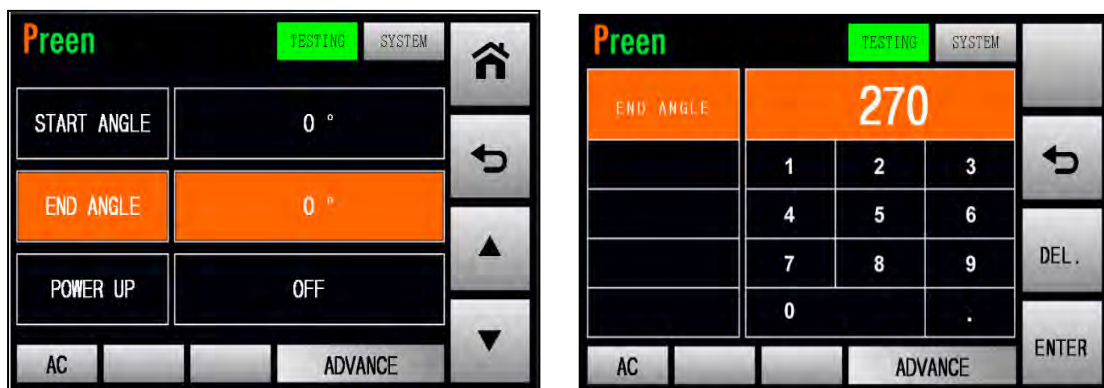 Preen TESTING SYSTEM
START ANGLE 0 °
END ANGLE 0 °
POWER UP OFF
AC ADVANCE
Preen TESTING SYSTEM
END ANGLE 270
1 2 3
4 5 6
7 8 9
DEL.
0 .
AC ADVANCE ENTER